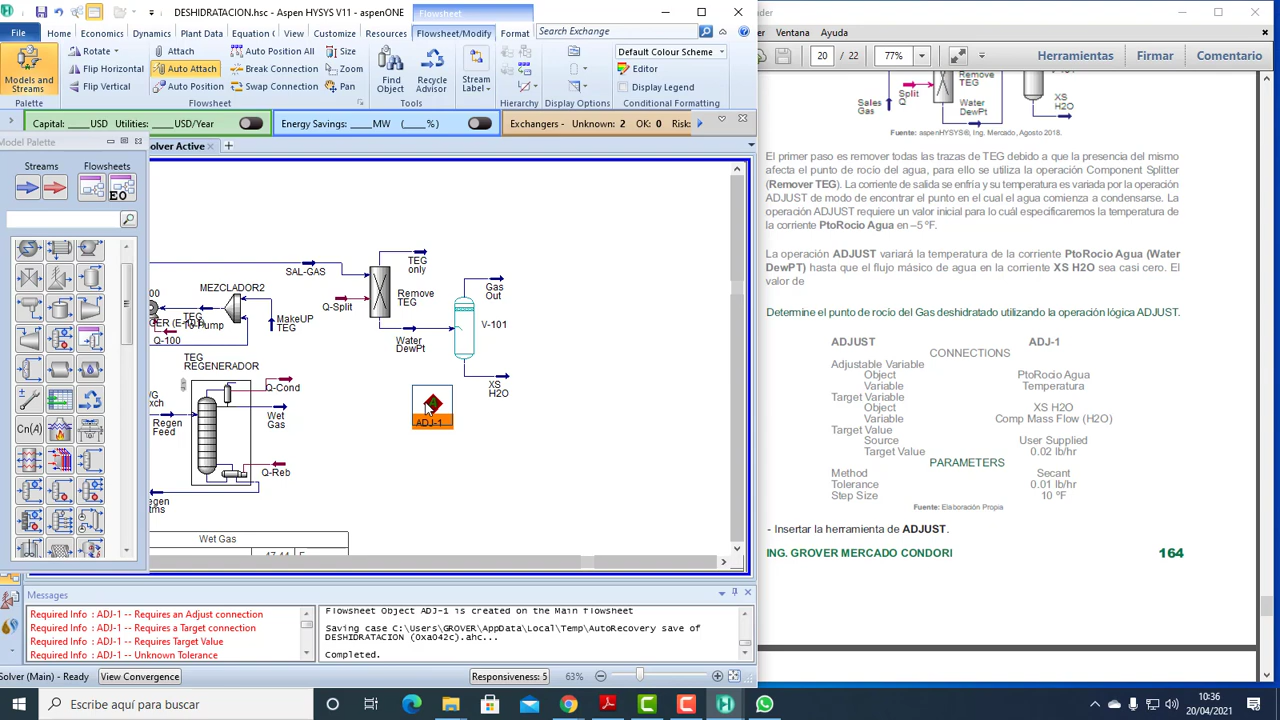 DESHIDRATACION.hsc - Aspen HYSYS V11 - aspenONE
Flowsheet
File Home Economics Dynamics Plant Data Equation View Customize Resources Flowsheet/Modify Format Search Exchange
Models and Streams
Palette
Rotate
Flip Horizontal
Flip Vertical
Attach
Auto Attach
Auto Position
Auto Position All
Break Connection
Swap Connection
Size
Zoom
Pan
Flowsheet
Find Object
Recycle Advisor
Tools
Stream Label
Hierarchy
Display Options
Default Colour Scheme
Editor
Display Legend
Conditional Formatting
Capital: ____ USD Utilities: ____ USD/Year
Energy Savings: ____ MW (____ %)
Exchangers - Unknown: 2 OK: 0 Risk:
Model Palette
olver Active
+
Streams
Flowsheets
EO
Cn(A)
SAL-GAS
MEZCLADOR2
MakeUP TEG
TEG To Pump
Q-100
TEG REGENERADOR
Q-Cond
Wet Gas
Regen Feed
Q-Reb
Wet Gas
TEG only
Q-Split
Remove TEG
Water DewPt
Gas Out
V-101
XS H2O
ADJ-1
Messages
Required Info : ADJ-1 -- Requires an Adjust connection
Required Info : ADJ-1 -- Requires a Target connection
Required Info : ADJ-1 -- Requires Target Value
Required Info : ADJ-1 -- Unknown Tolerance
Flowsheet Object ADJ-1 is created on the Main flowsheet
Saving case C:\Users\GROVER\AppData\Local\Temp\AutoRecovery save of
DESHIDRATACION (0xa042c).ahc...
Completed.
Solver (Main) - Ready View Convergence Responsiveness: 5 63%
der
Ventana Ayuda
20 / 22 77% Herramientas Firmar Comentario
Split Q
Remove TEG
Sales Gas
Water DewPt
XS H2O
Fuente: aspenHYSYS®, Ing. Mercado, Agosto 2018.
El primer paso es remover todas las trazas de TEG debido a que la presencia del mismo
afecta el punto de rocío del agua, para ello se utiliza la operación Component Splitter
(Remover TEG). La corriente de salida se enfría y su temperatura es variada por la operación
ADJUST de modo de encontrar el punto en el cual el agua comienza a condensarse. La
operación ADJUST requiere un valor inicial para lo cuál especificaremos la temperatura de
la corriente PtoRocio Agua en –5 ºF.
La operación ADJUST variará la temperatura de la corriente PtoRocio Agua (Water
DewPT) hasta que el flujo másico de agua en la corriente XS H2O sea casi cero. El
valor de
Determine el punto de rocío del Gas deshidratado utilizando la operación lógica ADJUST.
ADJUST ADJ-1
CONNECTIONS
Adjustable Variable
Object PtoRocio Agua
Variable Temperatura
Target Variable
Object XS H2O
Variable Comp Mass Flow (H2O)
Target Value
Source User Supplied
Target Value 0.02 lb/hr
PARAMETERS
Method Secant
Tolerance 0.01 lb/hr
Step Size 10 ºF
Fuente: Elaboración Propia
- Insertar la herramienta de ADJUST.
ING. GROVER MERCADO CONDORI 164
Escribe aquí para buscar
10:36
20/04/2021